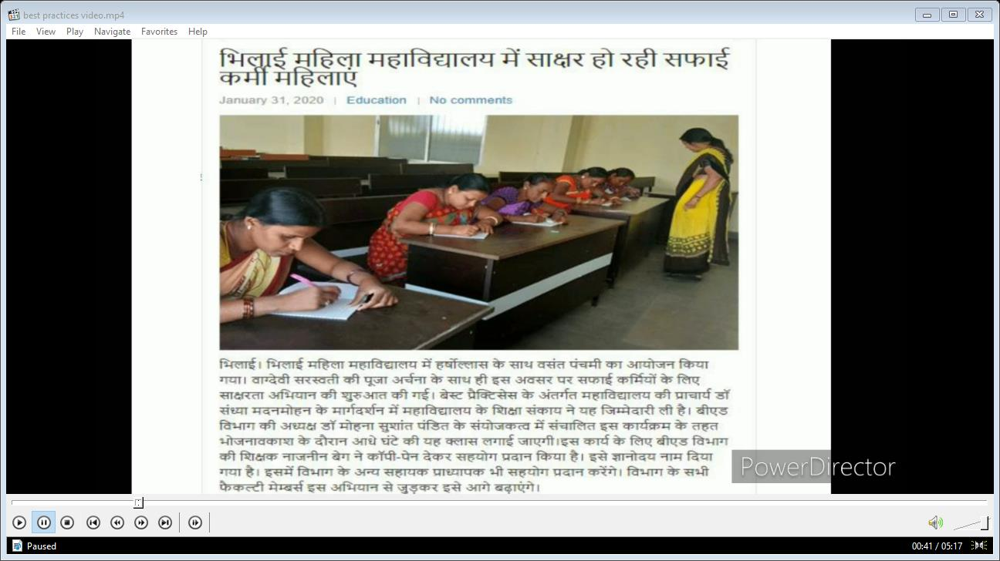 best practices video.mp4
File View Play Navigate Favorites Help
भिलाई महिला महाविद्यालय में साक्षर हो रही सफाई
कर्मी महिलाएं
January 31, 2020 | Education | No comments
भिलाई। भिलाई महिला महाविद्यालय में हर्षोल्लास के साथ वसंत पंचमी का आयोजन किया
गया। वाग्देवी सरस्वती की पूजा अर्चना के साथ ही इस अवसर पर सफाई कर्मियों के लिए
साक्षरता अभियान की शुरुआत की गई। बेस्ट प्रैक्टिसेस के अंतर्गत महाविद्यालय की प्राचार्य डॉ
संध्या मदनमोहन के मार्गदर्शन में महाविद्यालय के शिक्षा संकाय ने यह जिम्मेदारी ली है। बीएड
विभाग की अध्यक्ष डॉ मोहना सुशांत पंडित के संयोजकत्व में संचालित इस कार्यक्रम के तहत
भोजनावकाश के दौरान आधे घंटे की यह क्लास लगाई जाएगी।इस कार्य के लिए बीएड विभाग
की शिक्षक नाजनीन बेग ने कॉपी-पेन देकर सहयोग प्रदान किया है। इसे ज्ञानोदय नाम दिया
गया है। इसमें विभाग के अन्य सहायक प्राध्यापक भी सहयोग प्रदान करेंगे। विभाग के सभी
फैकल्टी मेम्बर्स इस अभियान से जुड़कर इसे आगे बढ़ाएंगे।
PowerDirector
Paused
00:41 / 05:17